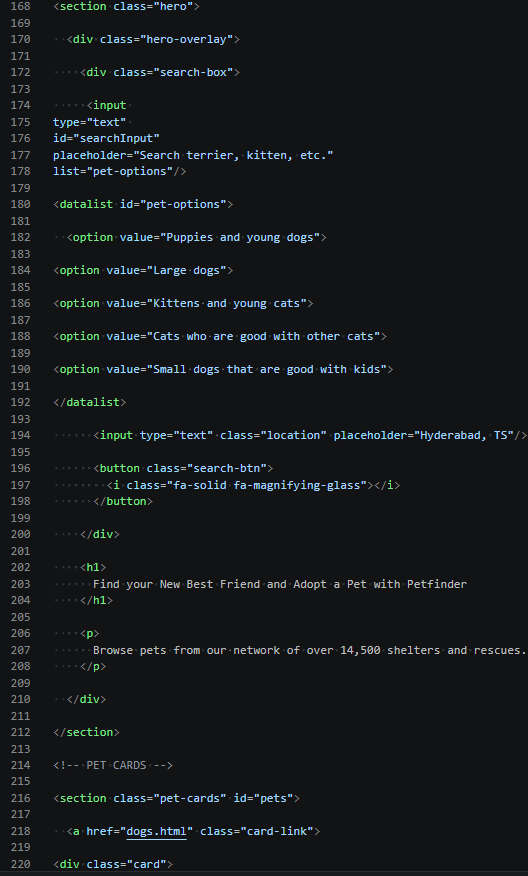 168 <section class="hero">
169
170   <div class="hero-overlay">
171
172     <div class="search-box">
173
174      <input
175 type="text"
176 id="searchInput"
177 placeholder="Search terrier, kitten, etc."
178 list="pet-options"/>
179
180 <datalist id="pet-options">
181
182   <option value="Puppies and young dogs">
183
184 <option value="Large dogs">
185
186 <option value="Kittens and young cats">
187
188 <option value="Cats who are good with other cats">
189
190 <option value="Small dogs that are good with kids">
191
192 </datalist>
193
194       <input type="text" class="location" placeholder="Hyderabad, TS"/>
195
196       <button class="search-btn">
197         <i class="fa-solid fa-magnifying-glass"></i>
198       </button>
199
200     </div>
201
202     <h1>
203       Find your New Best Friend and Adopt a Pet with Petfinder
204     </h1>
205
206     <p>
207       Browse pets from our network of over 14,500 shelters and rescues.
208     </p>
209
210   </div>
211
212 </section>
213
214 <!-- PET CARDS -->
215
216 <section class="pet-cards" id="pets">
217
218   <a href="dogs.html" class="card-link">
219
220 <div class="card">